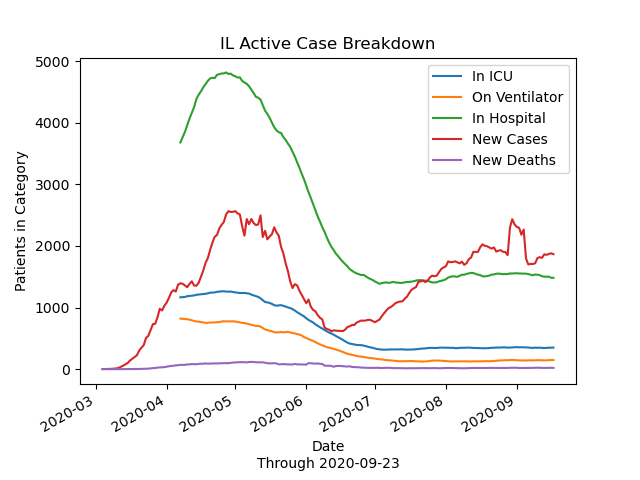 IL Active Case Breakdown
In ICU
On Ventilator
In Hospital
New Cases
New Deaths
Patients in Category
5000
4000
3000
2000
1000
0
2020-03
2020-04
2020-05
2020-06
2020-07
2020-08
2020-09
Date
Through 2020-09-23